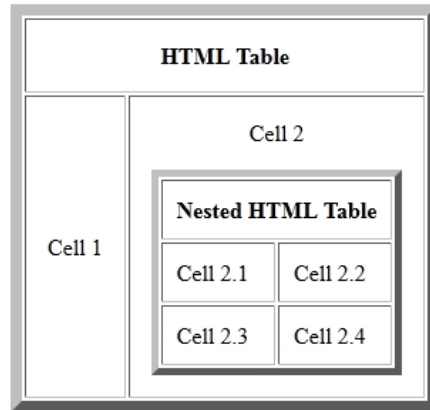 HTML Table
Cell 1
Cell 2
Nested HTML Table
Cell 2.1 Cell 2.2
Cell 2.3 Cell 2.4